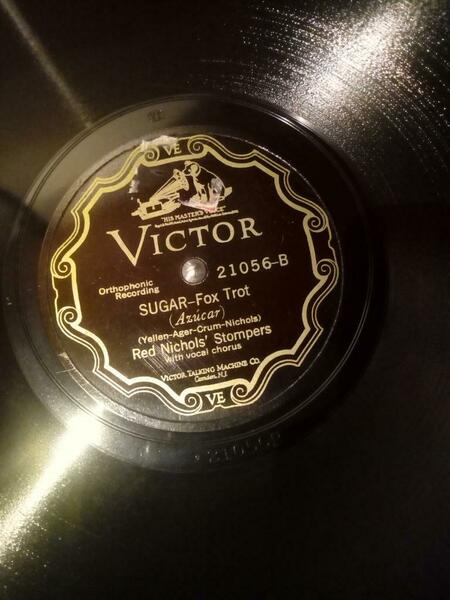 VE
"HIS MASTER'S VOICE"
VICTOR
Orthophonic
Recording
21056-B
SUGAR-Fox Trot
(Azúcar)
(Yellen-Ager-Crum-Nichols)
Red Nichols' Stompers
with vocal chorus
VICTOR TALKING MACHINE CO.
Camden, N.J.
VE